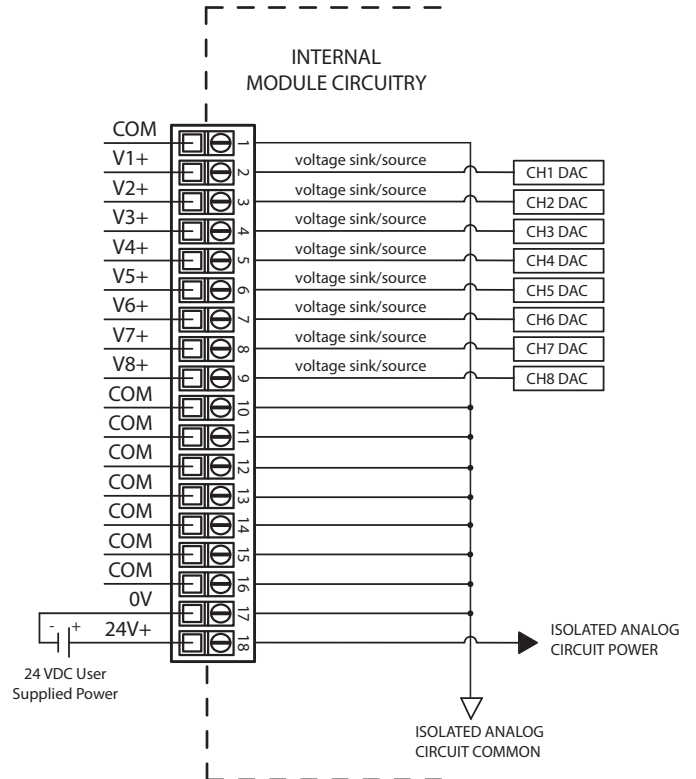 INTERNAL
MODULE CIRCUITRY
COM
1
V1+
2
voltage sink/source
CH1 DAC
V2+
3
voltage sink/source
CH2 DAC
V3+
4
voltage sink/source
CH3 DAC
V4+
5
voltage sink/source
CH4 DAC
V5+
6
voltage sink/source
CH5 DAC
V6+
7
voltage sink/source
CH6 DAC
V7+
8
voltage sink/source
CH7 DAC
V8+
9
voltage sink/source
CH8 DAC
COM
10
COM
11
COM
12
COM
13
COM
14
COM
15
COM
16
0V
17
- +
24V+
18
ISOLATED ANALOG
CIRCUIT POWER
24 VDC User
Supplied Power
ISOLATED ANALOG
CIRCUIT COMMON